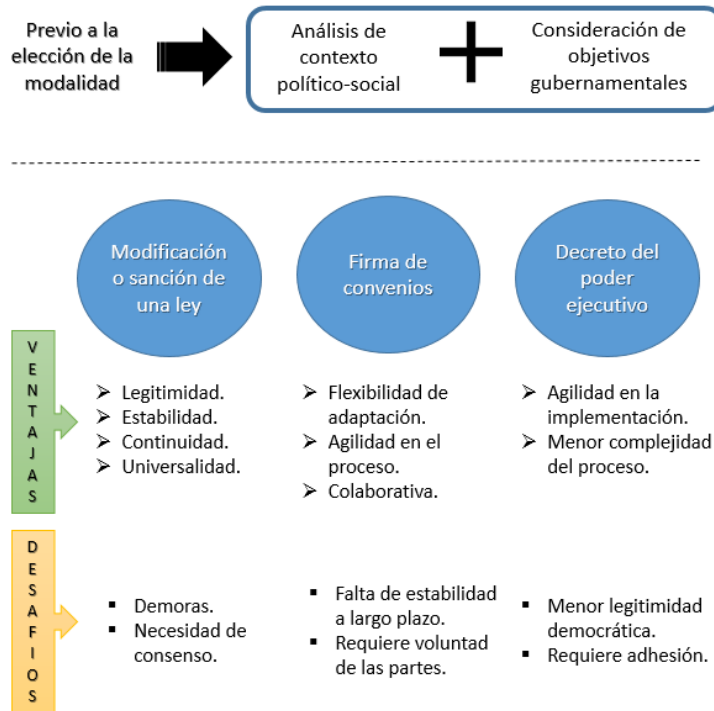 Previo a la
elección de la
modalidad
Análisis de
contexto
político-social
Consideración de
objetivos
gubernamentales
Modificación
o sanción de
una ley
Firma de
convenios
Decreto del
poder
ejecutivo
VENTAJAS
Legitimidad.
Estabilidad.
Continuidad.
Universalidad.
Flexibilidad de
adaptación.
Agilidad en el
proceso.
Colaborativa.
Agilidad en la
implementación.
Menor complejidad
del proceso.
DESAFIOS
Demoras.
Necesidad de
consenso.
Falta de estabilidad
a largo plazo.
Requiere voluntad
de las partes.
Menor legitimidad
democrática.
Requiere adhesión.